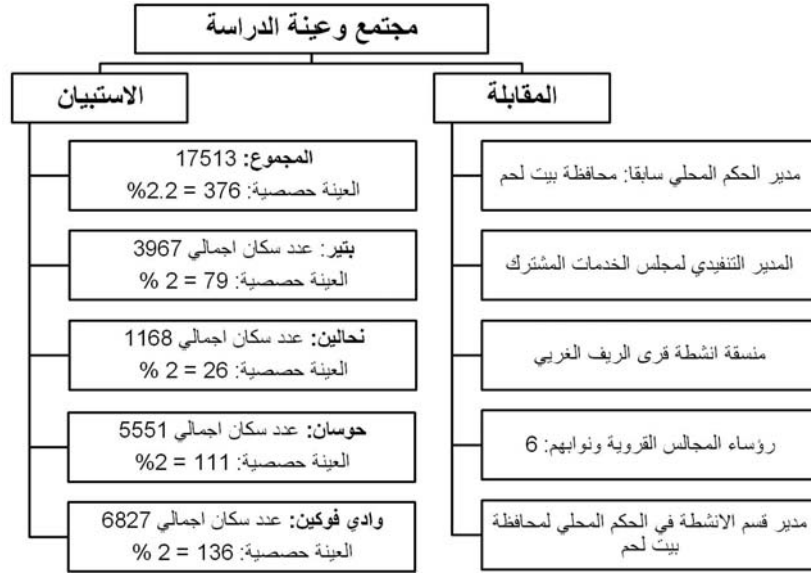 مجتمع وعينة الدراسة
المقابلة
مدير الحكم المحلي سابقا: محافظة بيت لحم
المدير التنفيدي لمجلس الخدمات المشترك
منسقة انشطة قرى الريف الغربي
رؤساء المجالس القروية ونوابهم: 6
مدير قسم الانشطة في الحكم المحلي لمحافظة
بيت لحم
الاستبيان
المجموع: 17513
العينة حصصية: 376 = 2.2%
بتير: عدد سكان اجمالي 3967
العينة حصصية: 79 = 2 %
نحالين: عدد سكان اجمالي 1168
العينة حصصية: 26 = 2 %
حوسان: عدد سكان اجمالي 5551
العينة حصصية: 111 = 2%
وادي فوكين: عدد سكان اجمالي 6827
العينة حصصية: 136 = 2 %